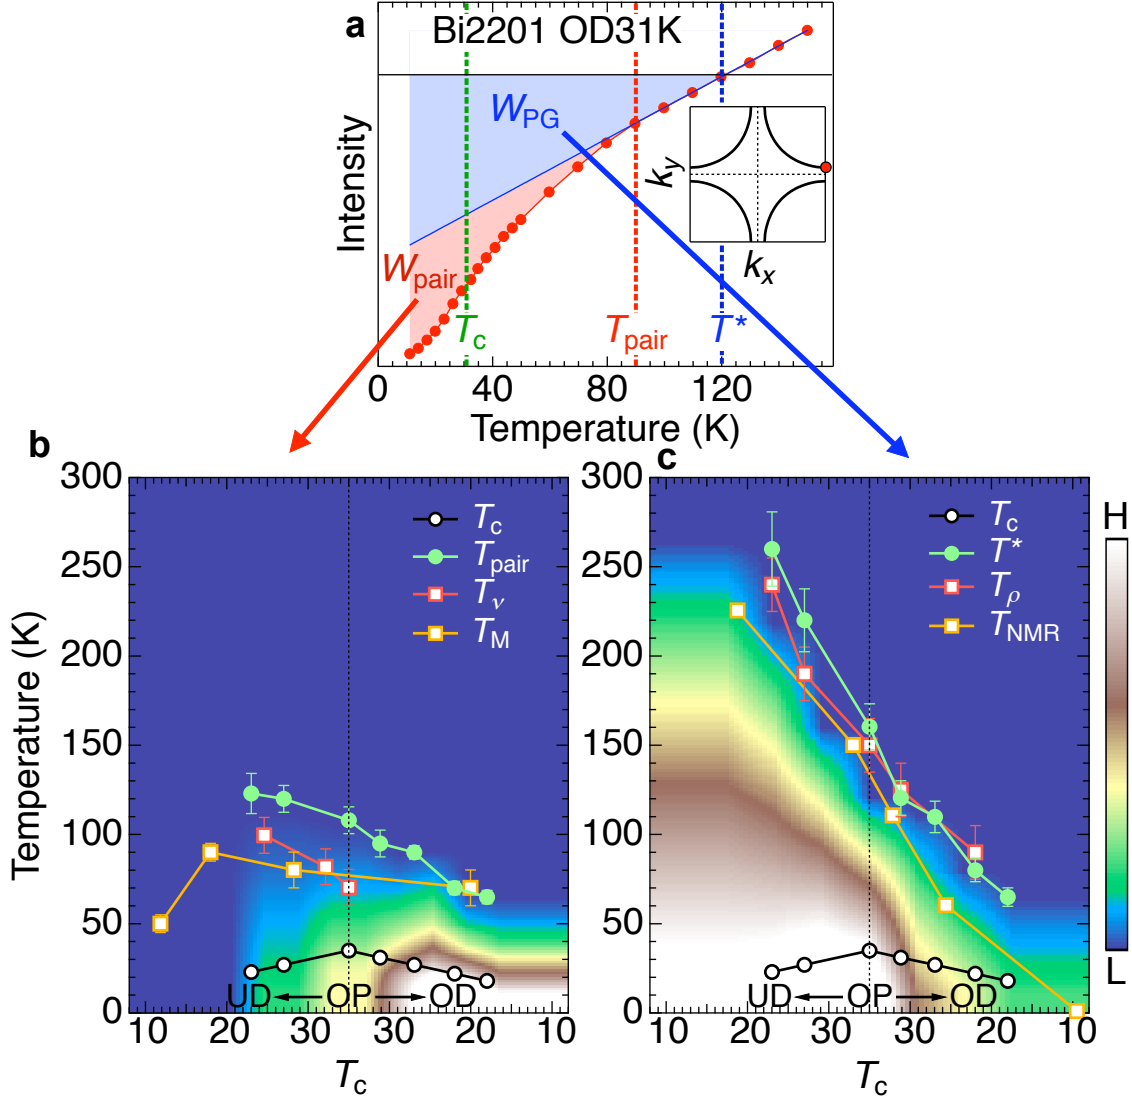 a
Bi2201 OD31K
W_PG
W_pair
T_c
T_pair
T*
k_y
k_x
Intensity
0 40 80 120
Temperature (K)
b
300
250
200
150
100
50
0
Temperature (K)
T_c
T_pair
T_ν
T_M
UD OP OD
10 20 30 30 20 10
T_c
c
300
250
200
150
100
50
0
T_c
T*
T_ρ
T_NMR
UD OP OD
10 20 30 30 20 10
T_c
H
L